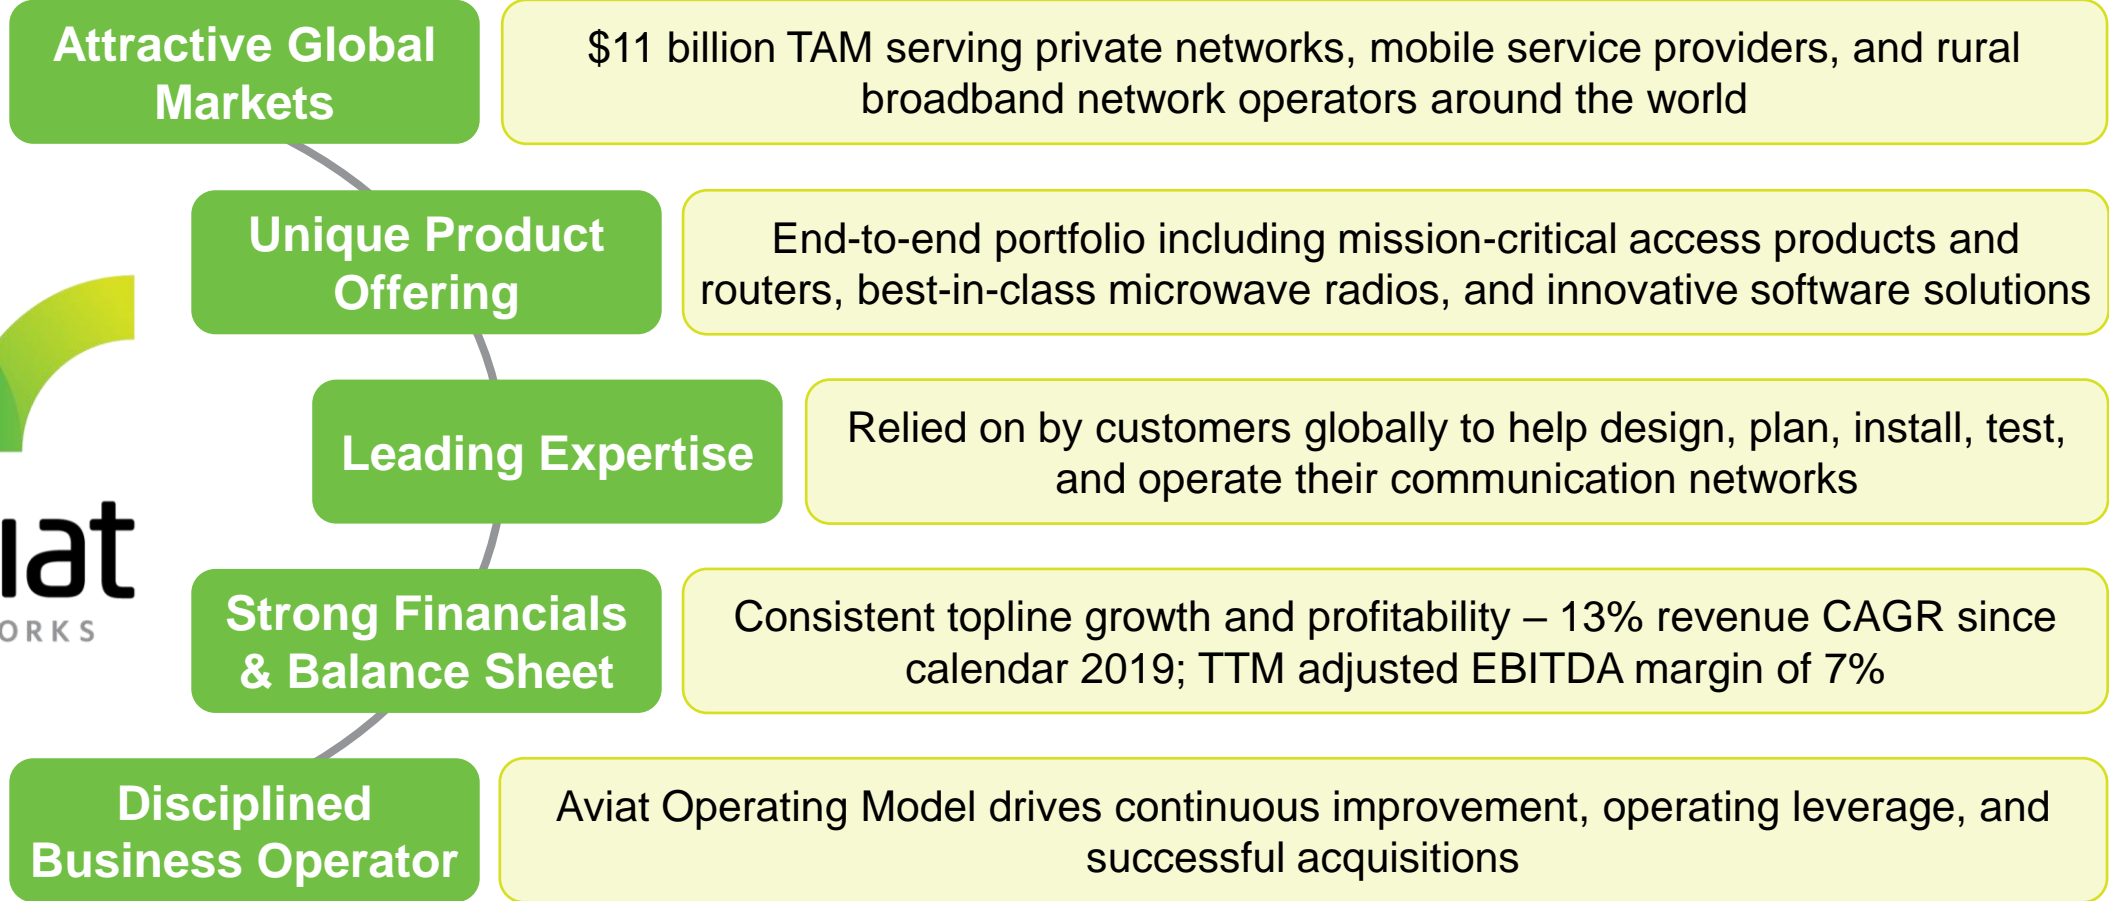 Attractive Global
Markets
$11 billion TAM serving private networks, mobile service providers, and rural
broadband network operators around the world
Unique Product
Offering
End-to-end portfolio including mission-critical access products and
routers, best-in-class microwave radios, and innovative software solutions
Leading Expertise
Relied on by customers globally to help design, plan, install, test,
and operate their communication networks
Strong Financials
& Balance Sheet
Consistent topline growth and profitability – 13% revenue CAGR since
calendar 2019; TTM adjusted EBITDA margin of 7%
Disciplined
Business Operator
Aviat Operating Model drives continuous improvement, operating leverage, and
successful acquisitions